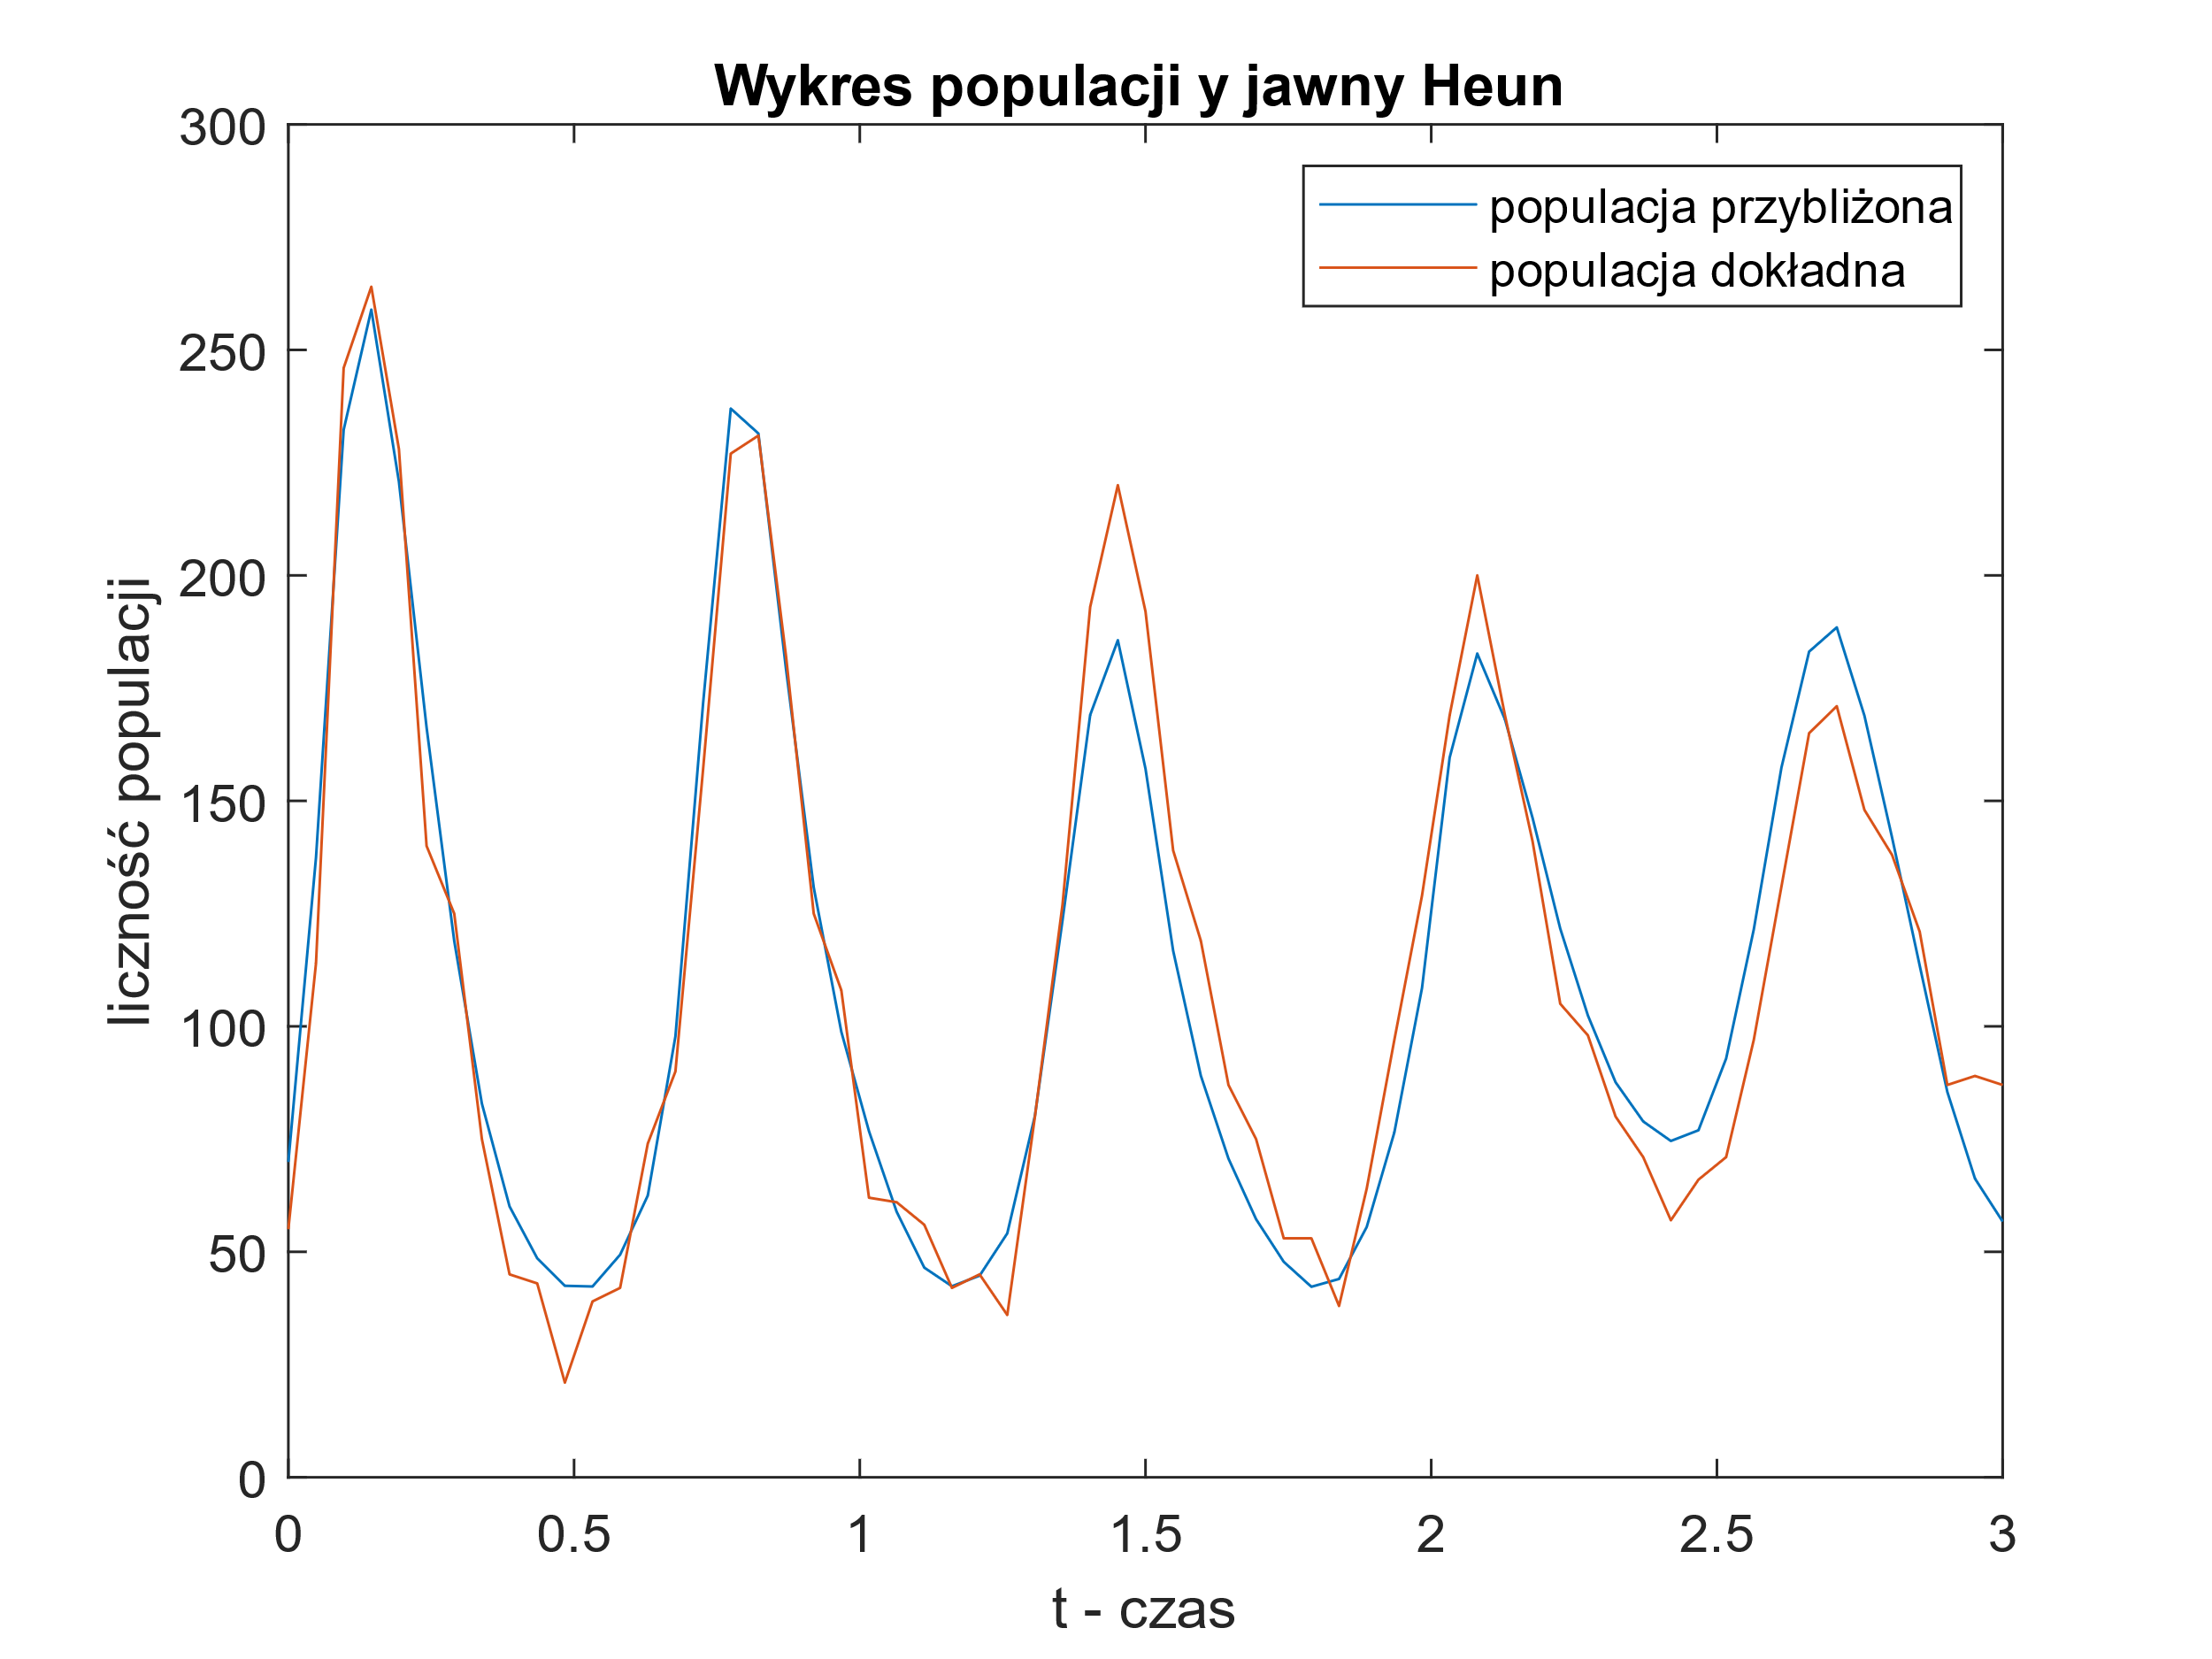 Wykres populacji y jawny Heun
populacja przybliżona
populacja dokładna
liczność populacji
300
250
200
150
100
50
0
0 0.5 1 1.5 2 2.5 3
t - czas